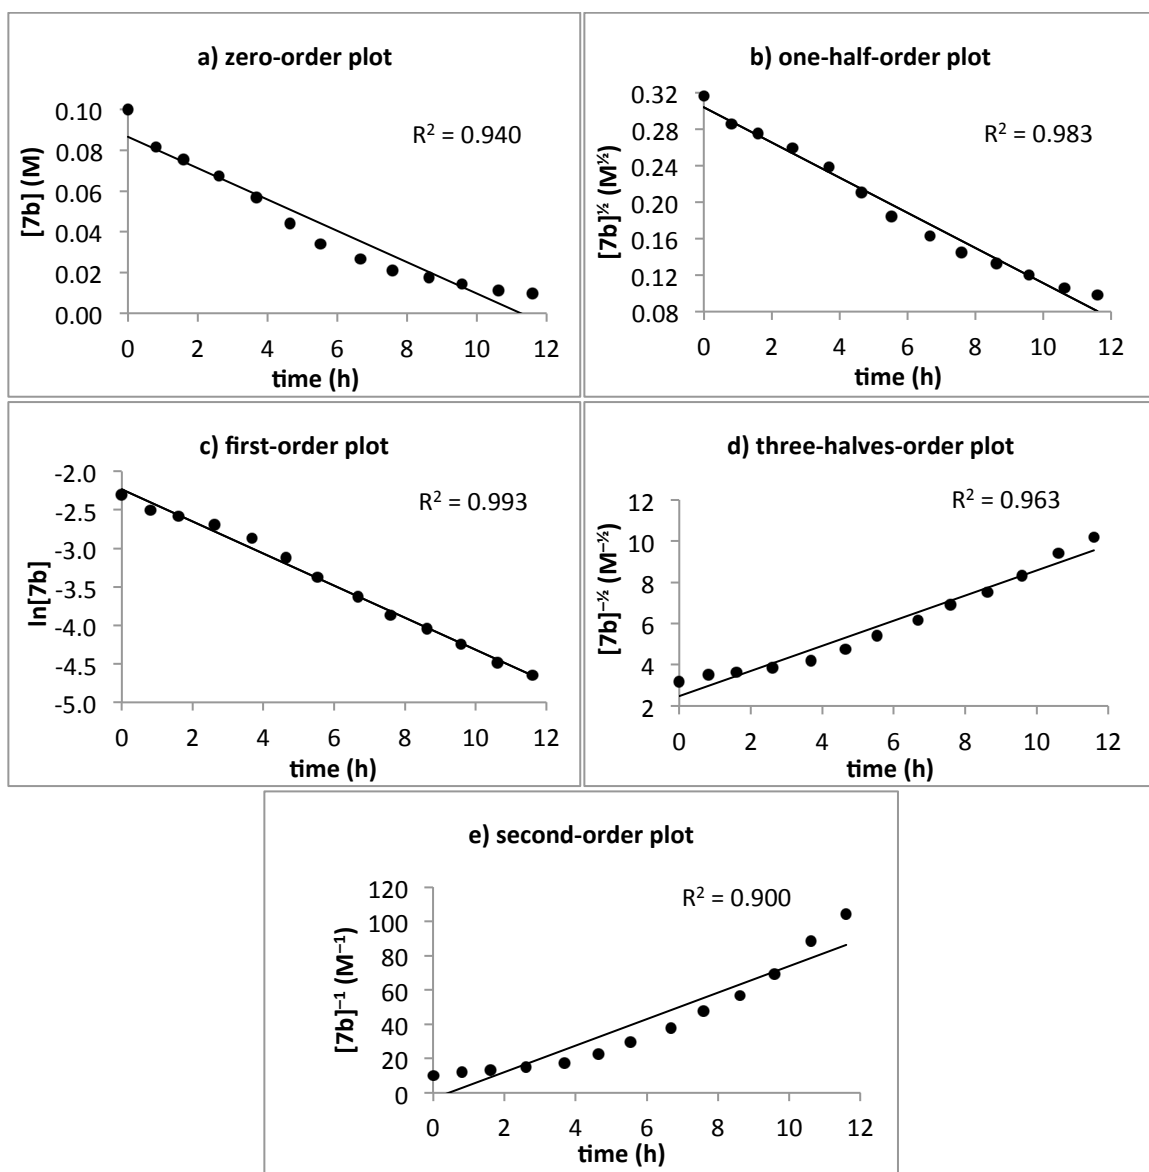 a) zero-order plot
R² = 0.940
[7b] (M)
0.10
0.08
0.06
0.04
0.02
0.00
0 2 4 6 8 10 12
time (h)
b) one-half-order plot
R² = 0.983
[7b]^½ (M^½)
0.32
0.28
0.24
0.20
0.16
0.12
0.08
0 2 4 6 8 10 12
time (h)
c) first-order plot
R² = 0.993
ln[7b]
-2.0
-2.5
-3.0
-3.5
-4.0
-4.5
-5.0
0 2 4 6 8 10 12
time (h)
d) three-halves-order plot
R² = 0.963
[7b]^–½ (M^–½)
12
10
8
6
4
2
0 2 4 6 8 10 12
time (h)
e) second-order plot
R² = 0.900
[7b]⁻¹ (M⁻¹)
120
100
80
60
40
20
0
0 2 4 6 8 10 12
time (h)